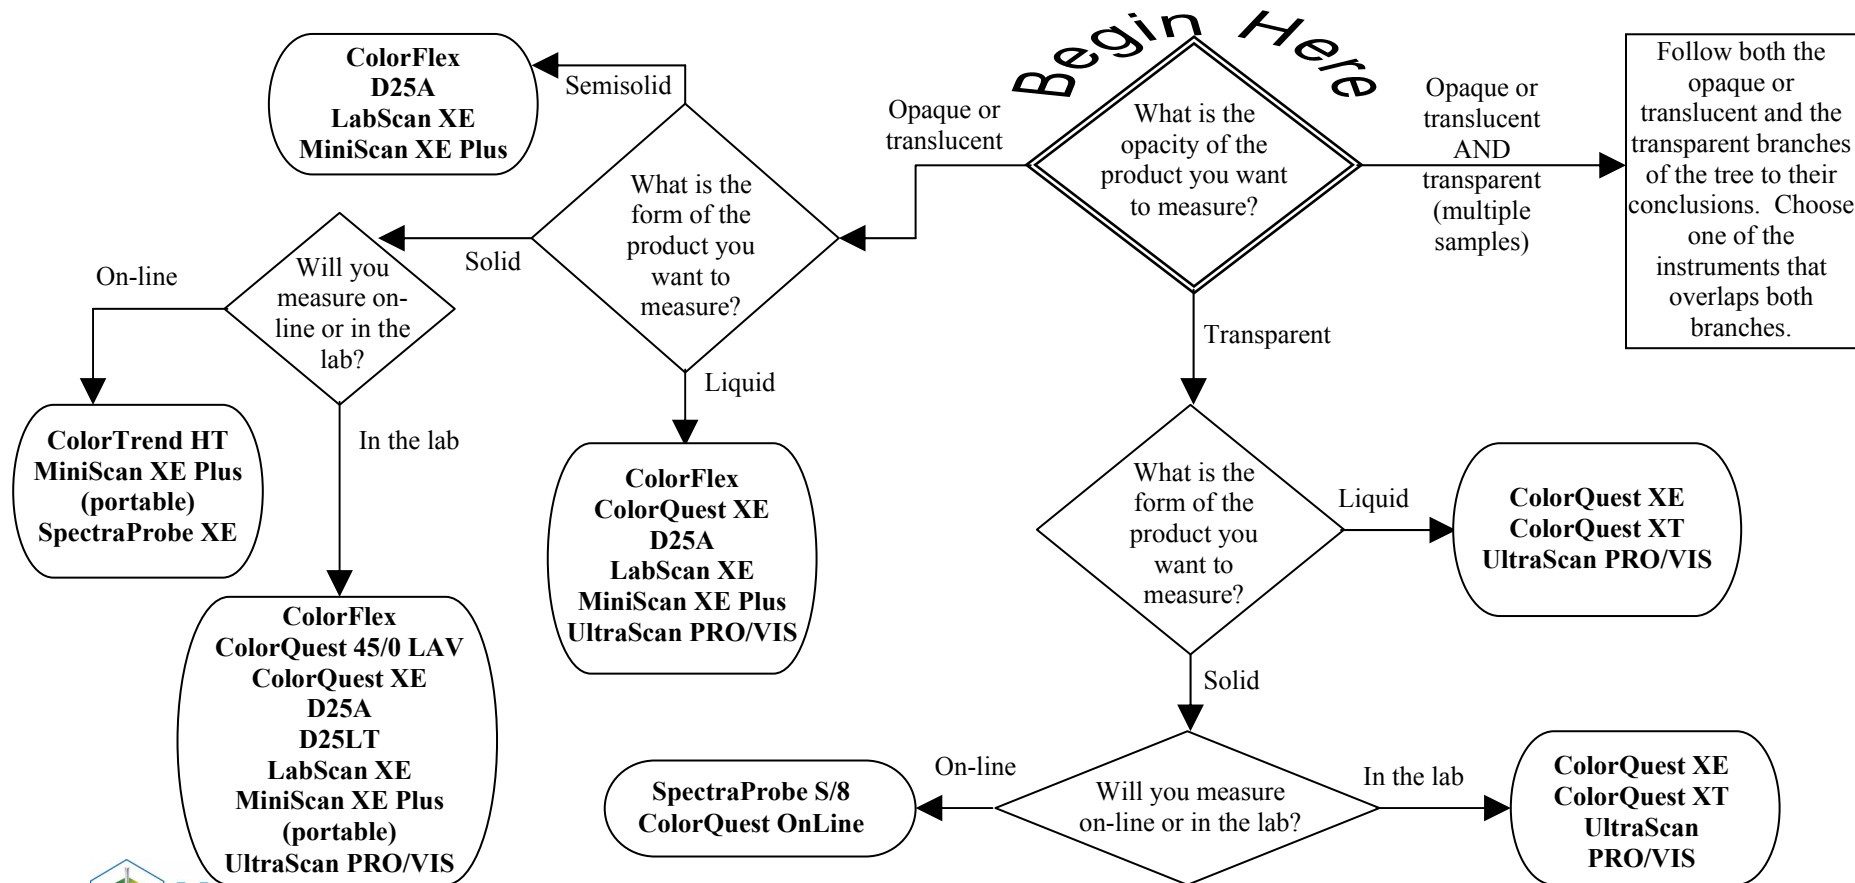 Begin Here
What is the
opacity of the
product you want
to measure?
Opaque or
translucent
AND
transparent
(multiple
samples)
Follow both the
opaque or
translucent and the
transparent branches
of the tree to their
conclusions. Choose
one of the
instruments that
overlaps both
branches.
Opaque or
translucent
What is the
form of the
product you
want to
measure?
Semisolid
ColorFlex
D25A
LabScan XE
MiniScan XE Plus
Solid
Will you
measure on-
line or in the
lab?
On-line
ColorTrend HT
MiniScan XE Plus
(portable)
SpectraProbe XE
In the lab
ColorFlex
ColorQuest 45/0 LAV
ColorQuest XE
D25A
D25LT
LabScan XE
MiniScan XE Plus
(portable)
UltraScan PRO/VIS
Liquid
ColorFlex
ColorQuest XE
D25A
LabScan XE
MiniScan XE Plus
UltraScan PRO/VIS
Transparent
What is the
form of the
product you
want to
measure?
Liquid
ColorQuest XE
ColorQuest XT
UltraScan PRO/VIS
Solid
Will you measure
on-line or in the lab?
On-line
SpectraProbe S/8
ColorQuest OnLine
In the lab
ColorQuest XE
ColorQuest XT
UltraScan
PRO/VIS